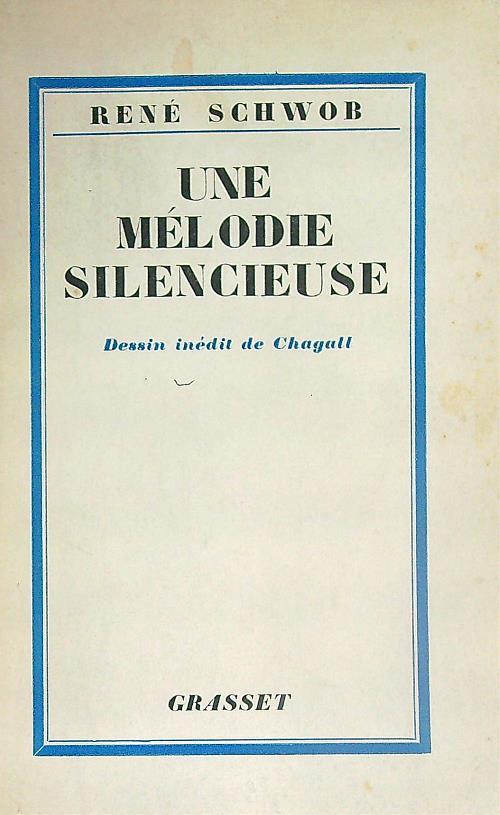 RENÉ SCHWOB
UNE
MÉLODIE
SILENCIEUSE
Dessin inédit de Chagall
GRASSET